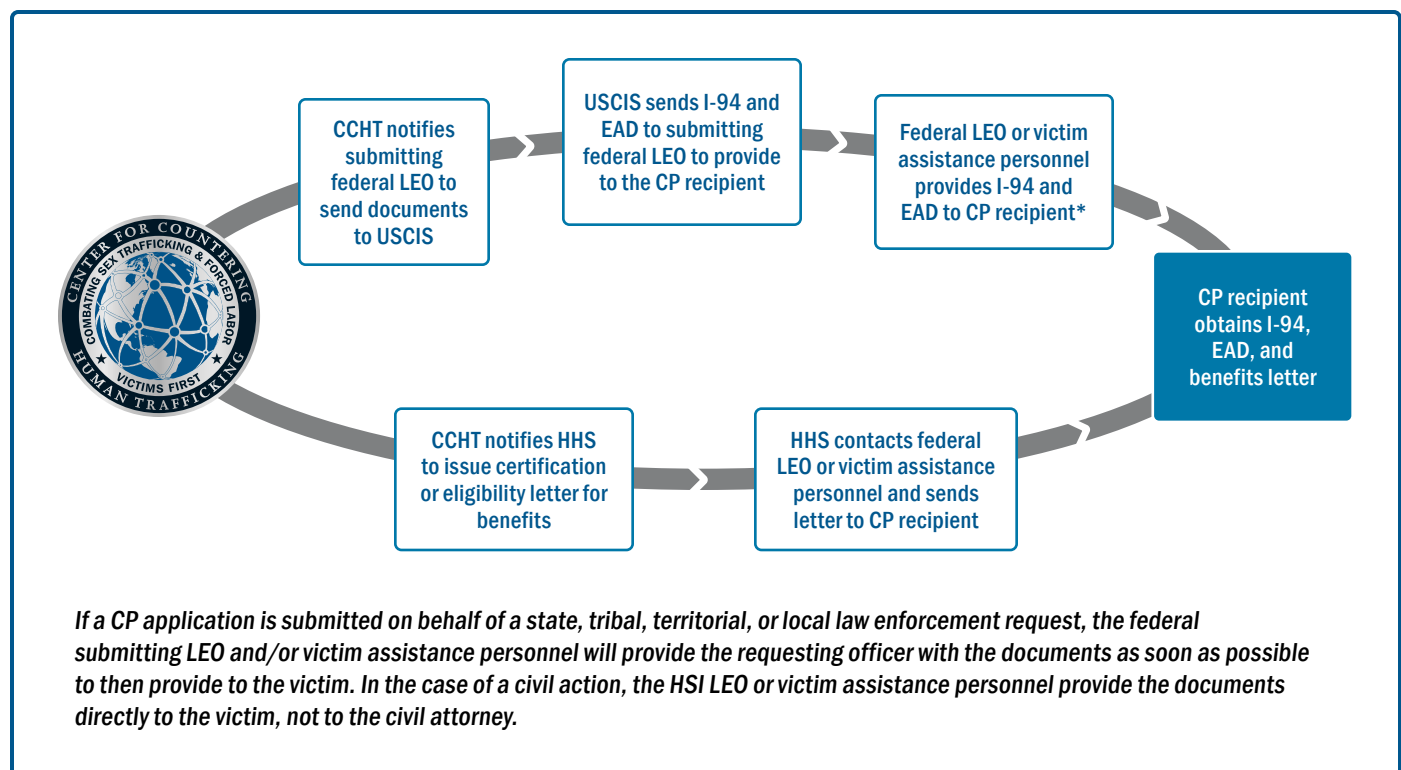 CENTER FOR COUNTERING
HUMAN TRAFFICKING
COMBATING SEX TRAFFICKING & FORCED LABOR
VICTIMS FIRST
CCHT notifies
submitting
federal LEO to
send documents
to USCIS
USCIS sends I-94 and
EAD to submitting
federal LEO to provide
to the CP recipient
Federal LEO or victim
assistance personnel
provides I-94 and
EAD to CP recipient*
CP recipient
obtains I-94,
EAD, and
benefits letter
CCHT notifies HHS
to issue certification
or eligibility letter for
benefits
HHS contacts federal
LEO or victim assistance
personnel and sends
letter to CP recipient
If a CP application is submitted on behalf of a state, tribal, territorial, or local law enforcement request, the federal
submitting LEO and/or victim assistance personnel will provide the requesting officer with the documents as soon as possible
to then provide to the victim. In the case of a civil action, the HSI LEO or victim assistance personnel provide the documents
directly to the victim, not to the civil attorney.